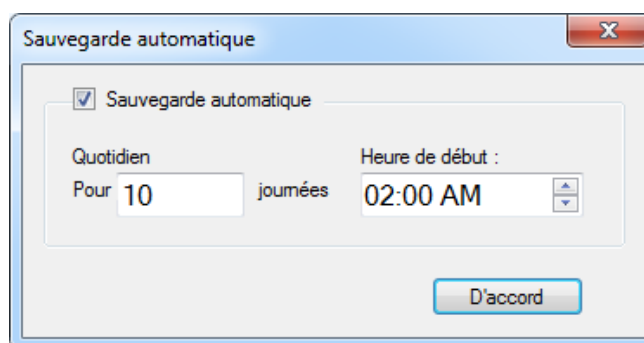 Sauvegarde automatique
Sauvegarde automatique
Quotidien
Heure de début :
Pour 10 journées
02:00 AM
D'accord